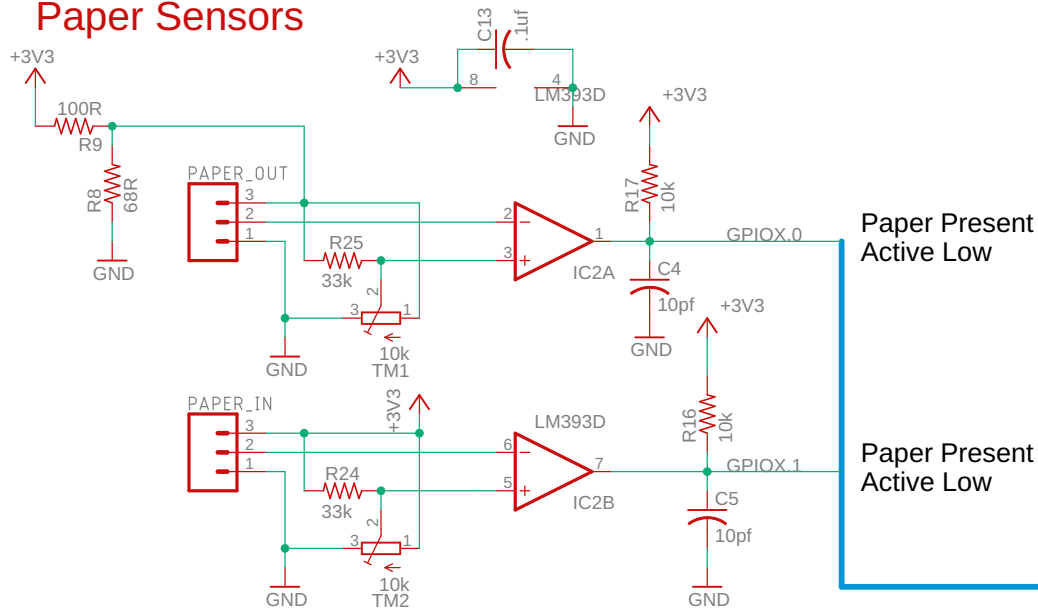 Paper Sensors
+3V3
100R
R9
R8
68R
GND
+3V3
C13
.1uf
8
4
LM393D
GND
PAPER_OUT
3
2
1
R25
33k
2
3
1
10k
TM1
GND
2
3
1
IC2A
+3V3
R17
10k
GPIOX.0
C4
10pf
GND
Paper Present
Active Low
PAPER_IN
3
2
1
+3V3
R24
33k
2
3
1
10k
TM2
GND
LM393D
6
5
7
IC2B
+3V3
R16
10k
GPIOX.1
C5
10pf
GND
Paper Present
Active Low